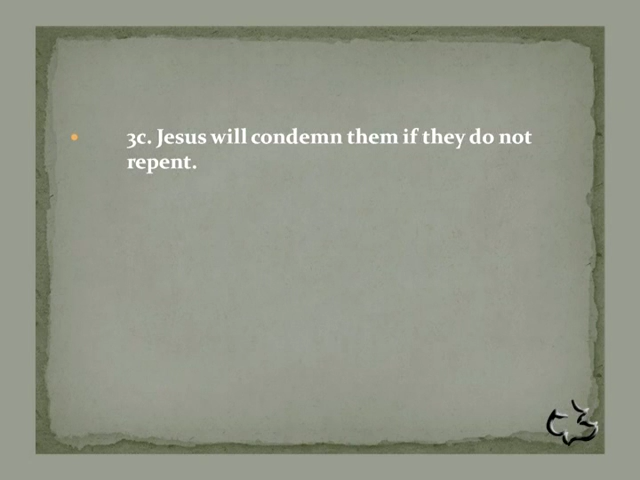 3c. Jesus will condemn them if they do not
repent.